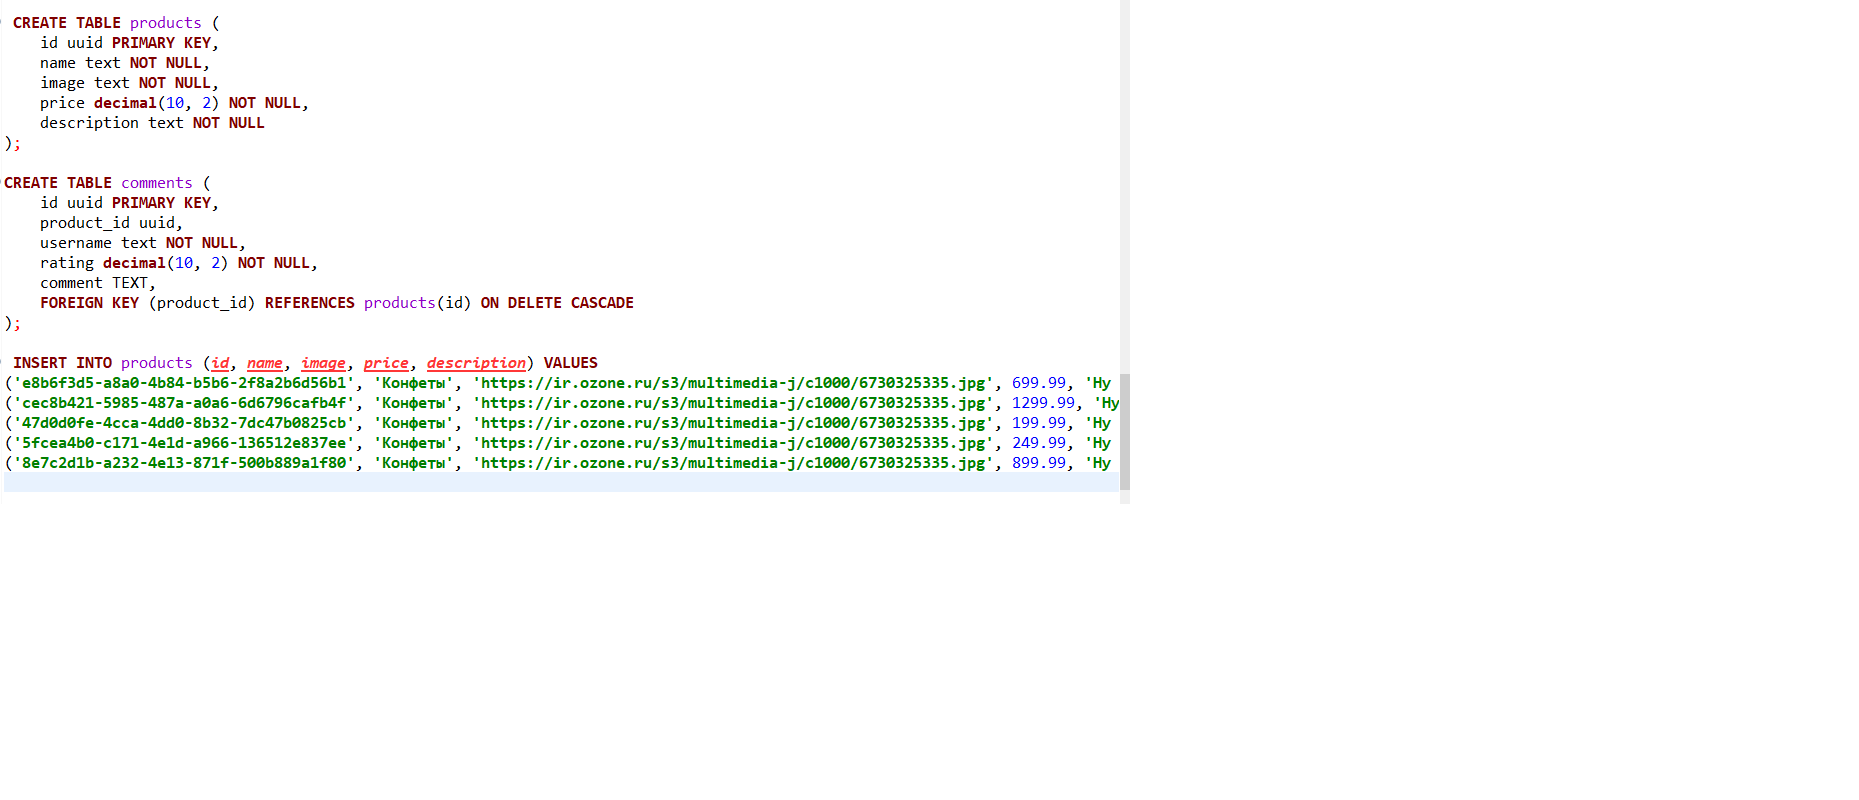 CREATE TABLE products (
id uuid PRIMARY KEY,
name text NOT NULL,
image text NOT NULL,
price decimal(10, 2) NOT NULL,
description text NOT NULL
);
CREATE TABLE comments (
id uuid PRIMARY KEY,
product_id uuid,
username text NOT NULL,
rating decimal(10, 2) NOT NULL,
comment TEXT,
FOREIGN KEY (product_id) REFERENCES products(id) ON DELETE CASCADE
);
INSERT INTO products (id, name, image, price, description) VALUES
('e8b6f3d5-a8a0-4b84-b5b6-2f8a2b6d56b1', 'Конфеты', 'https://ir.ozone.ru/s3/multimedia-j/c1000/6730325335.jpg', 699.99, 'Ну
('cec8b421-5985-487a-a0a6-6d6796cafb4f', 'Конфеты', 'https://ir.ozone.ru/s3/multimedia-j/c1000/6730325335.jpg', 1299.99, 'Ну
('47d0d0fe-4cca-4dd0-8b32-7dc47b0825cb', 'Конфеты', 'https://ir.ozone.ru/s3/multimedia-j/c1000/6730325335.jpg', 199.99, 'Ну
('5fcea4b0-c171-4e1d-a966-136512e837ee', 'Конфеты', 'https://ir.ozone.ru/s3/multimedia-j/c1000/6730325335.jpg', 249.99, 'Ну
('8e7c2d1b-a232-4e13-871f-500b889a1f80', 'Конфеты', 'https://ir.ozone.ru/s3/multimedia-j/c1000/6730325335.jpg', 899.99, 'Ну